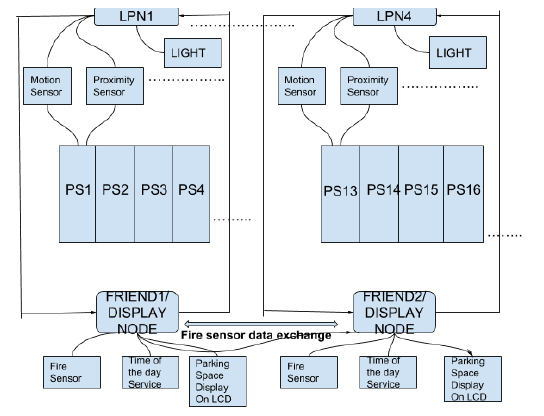 LPN1
LPN4
LIGHT
LIGHT
Motion
Sensor
Proximity
Sensor
Motion
Sensor
Proximity
Sensor
PS1 PS2 PS3 PS4
PS13 PS14 PS15 PS16
FRIEND1/
DISPLAY
NODE
FRIEND2/
DISPLAY
NODE
Fire sensor data exchange
Fire
Sensor
Time of
the day
Service
Parking
Space
Display
On LCD
Fire
Sensor
Time of
the day
Service
Parking
Space
Display
On LCD